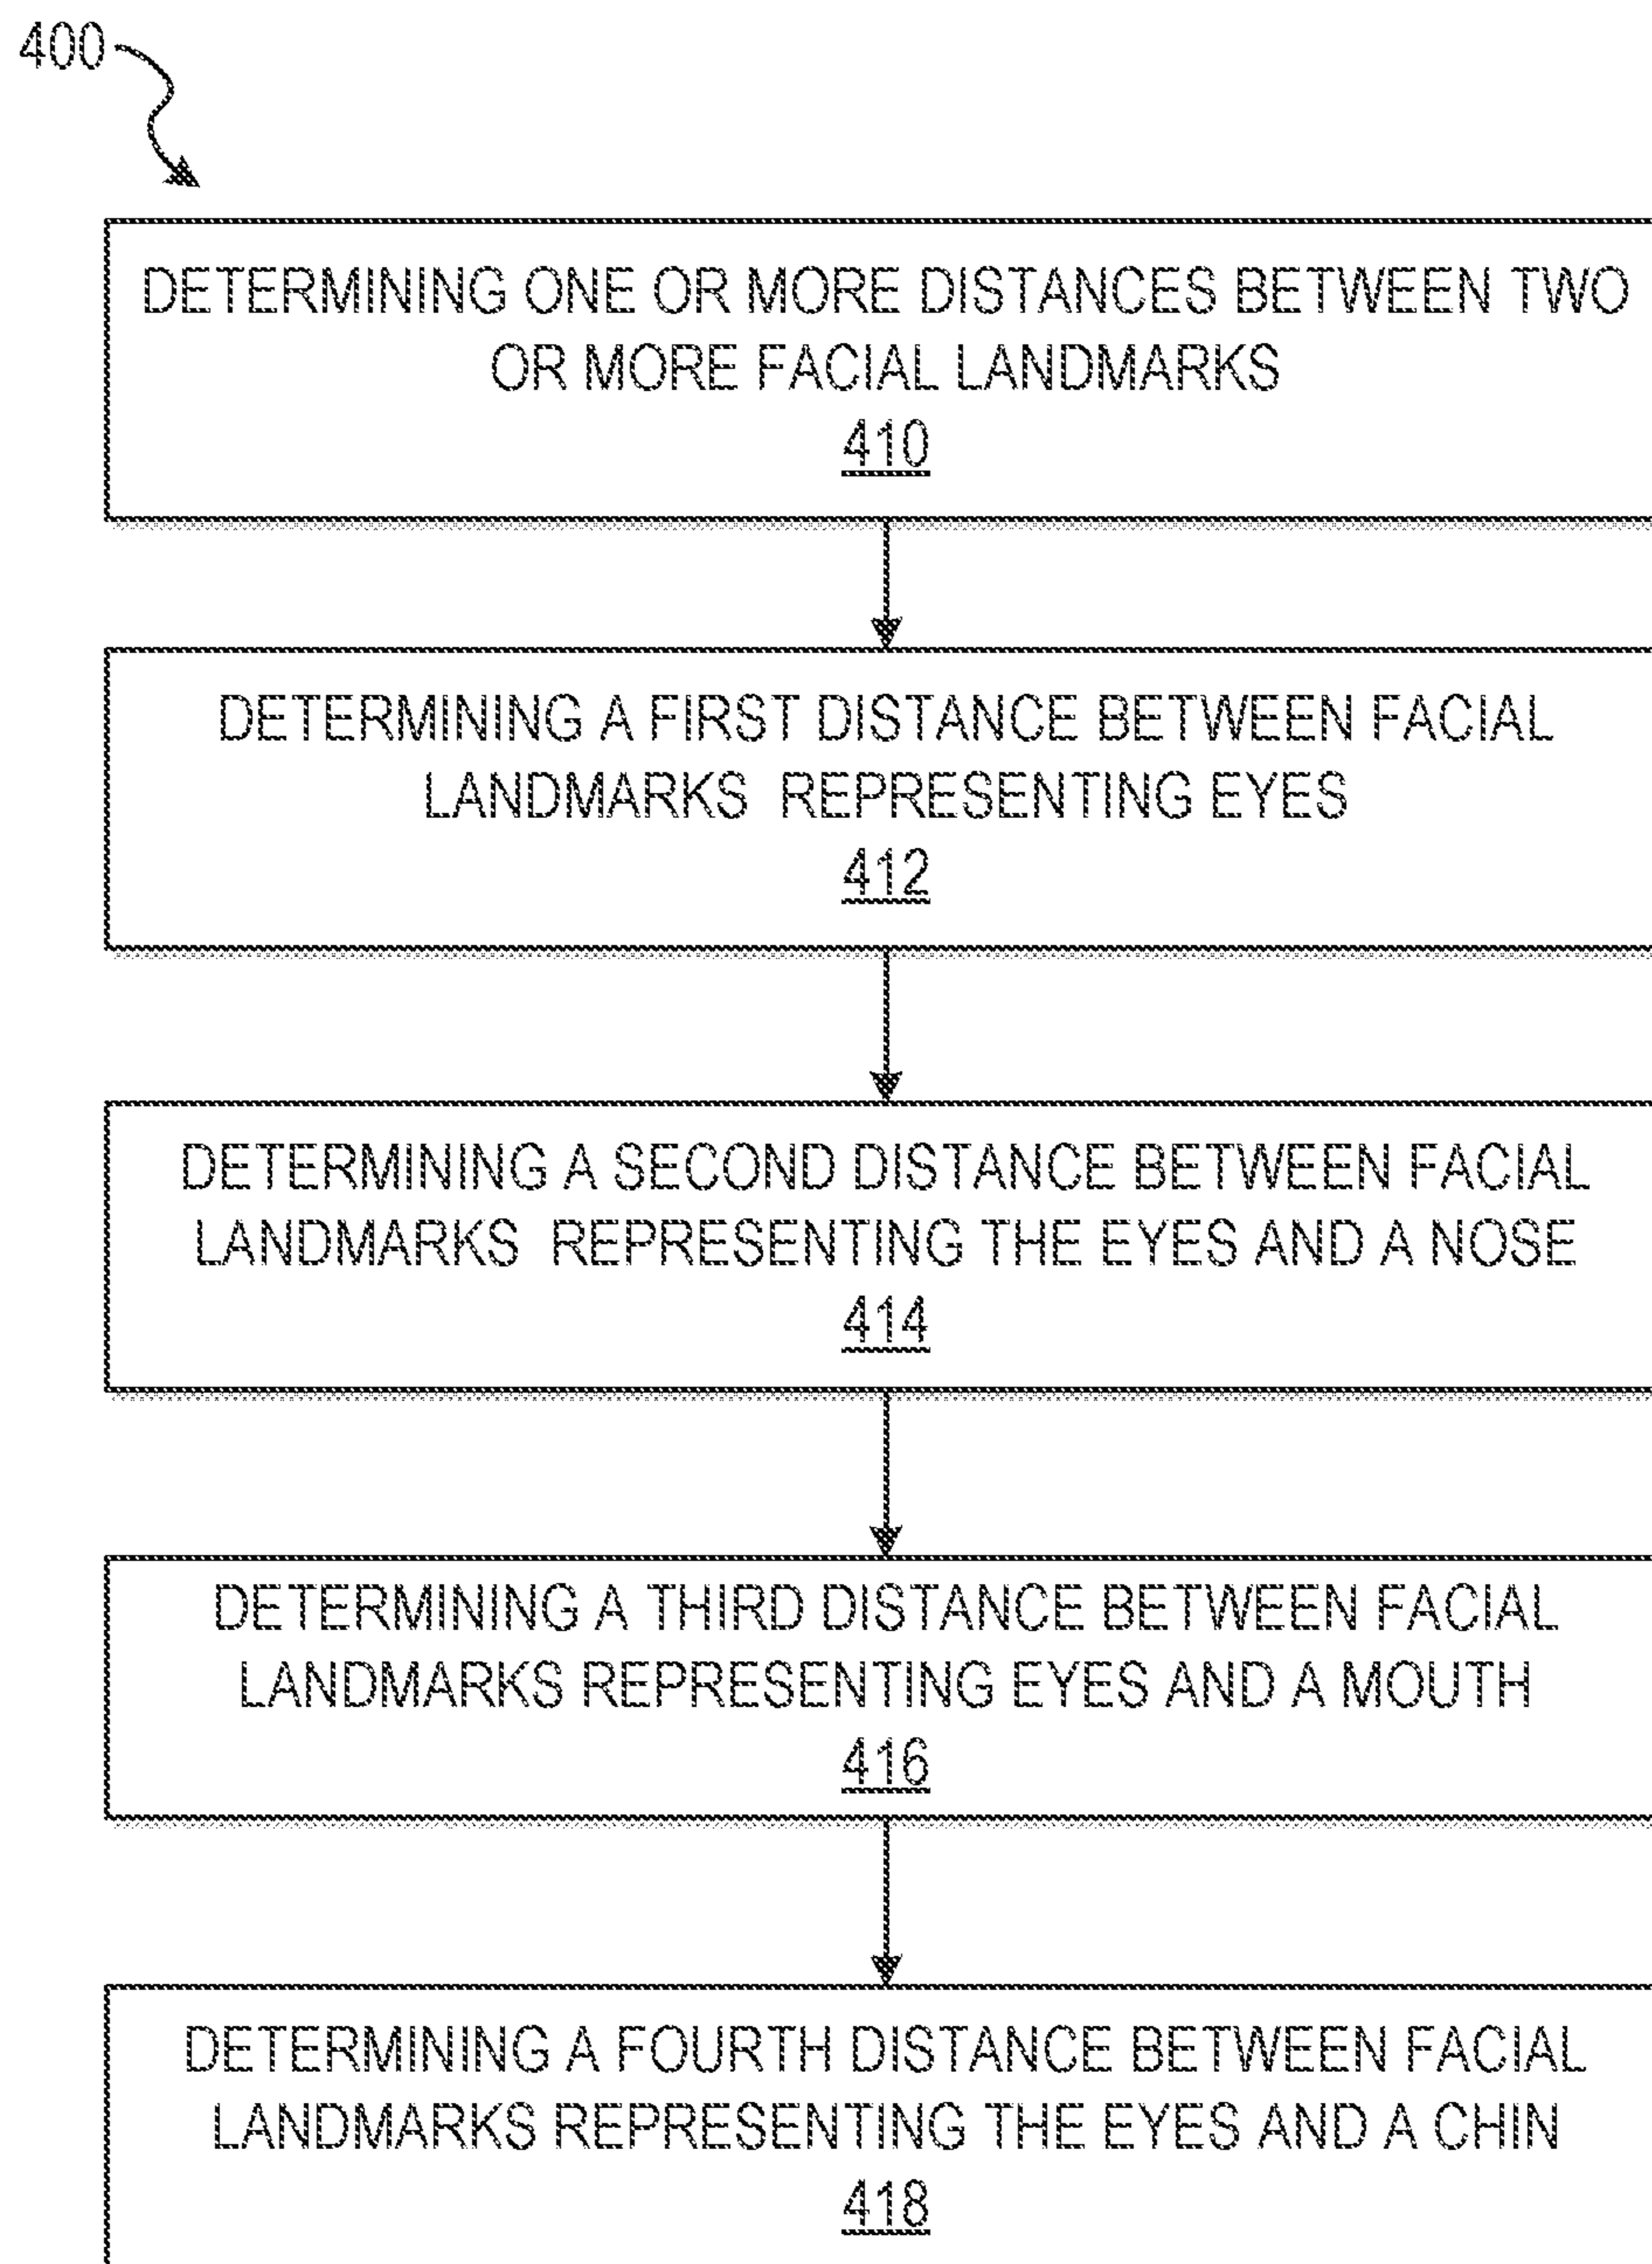 400
DETERMINING ONE OR MORE DISTANCES BETWEEN TWO
OR MORE FACIAL LANDMARKS
410
DETERMINING A FIRST DISTANCE BETWEEN FACIAL
LANDMARKS REPRESENTING EYES
412
DETERMINING A SECOND DISTANCE BETWEEN FACIAL
LANDMARKS REPRESENTING THE EYES AND A NOSE
414
DETERMINING A THIRD DISTANCE BETWEEN FACIAL
LANDMARKS REPRESENTING EYES AND A MOUTH
416
DETERMINING A FOURTH DISTANCE BETWEEN FACIAL
LANDMARKS REPRESENTING THE EYES AND A CHIN
418